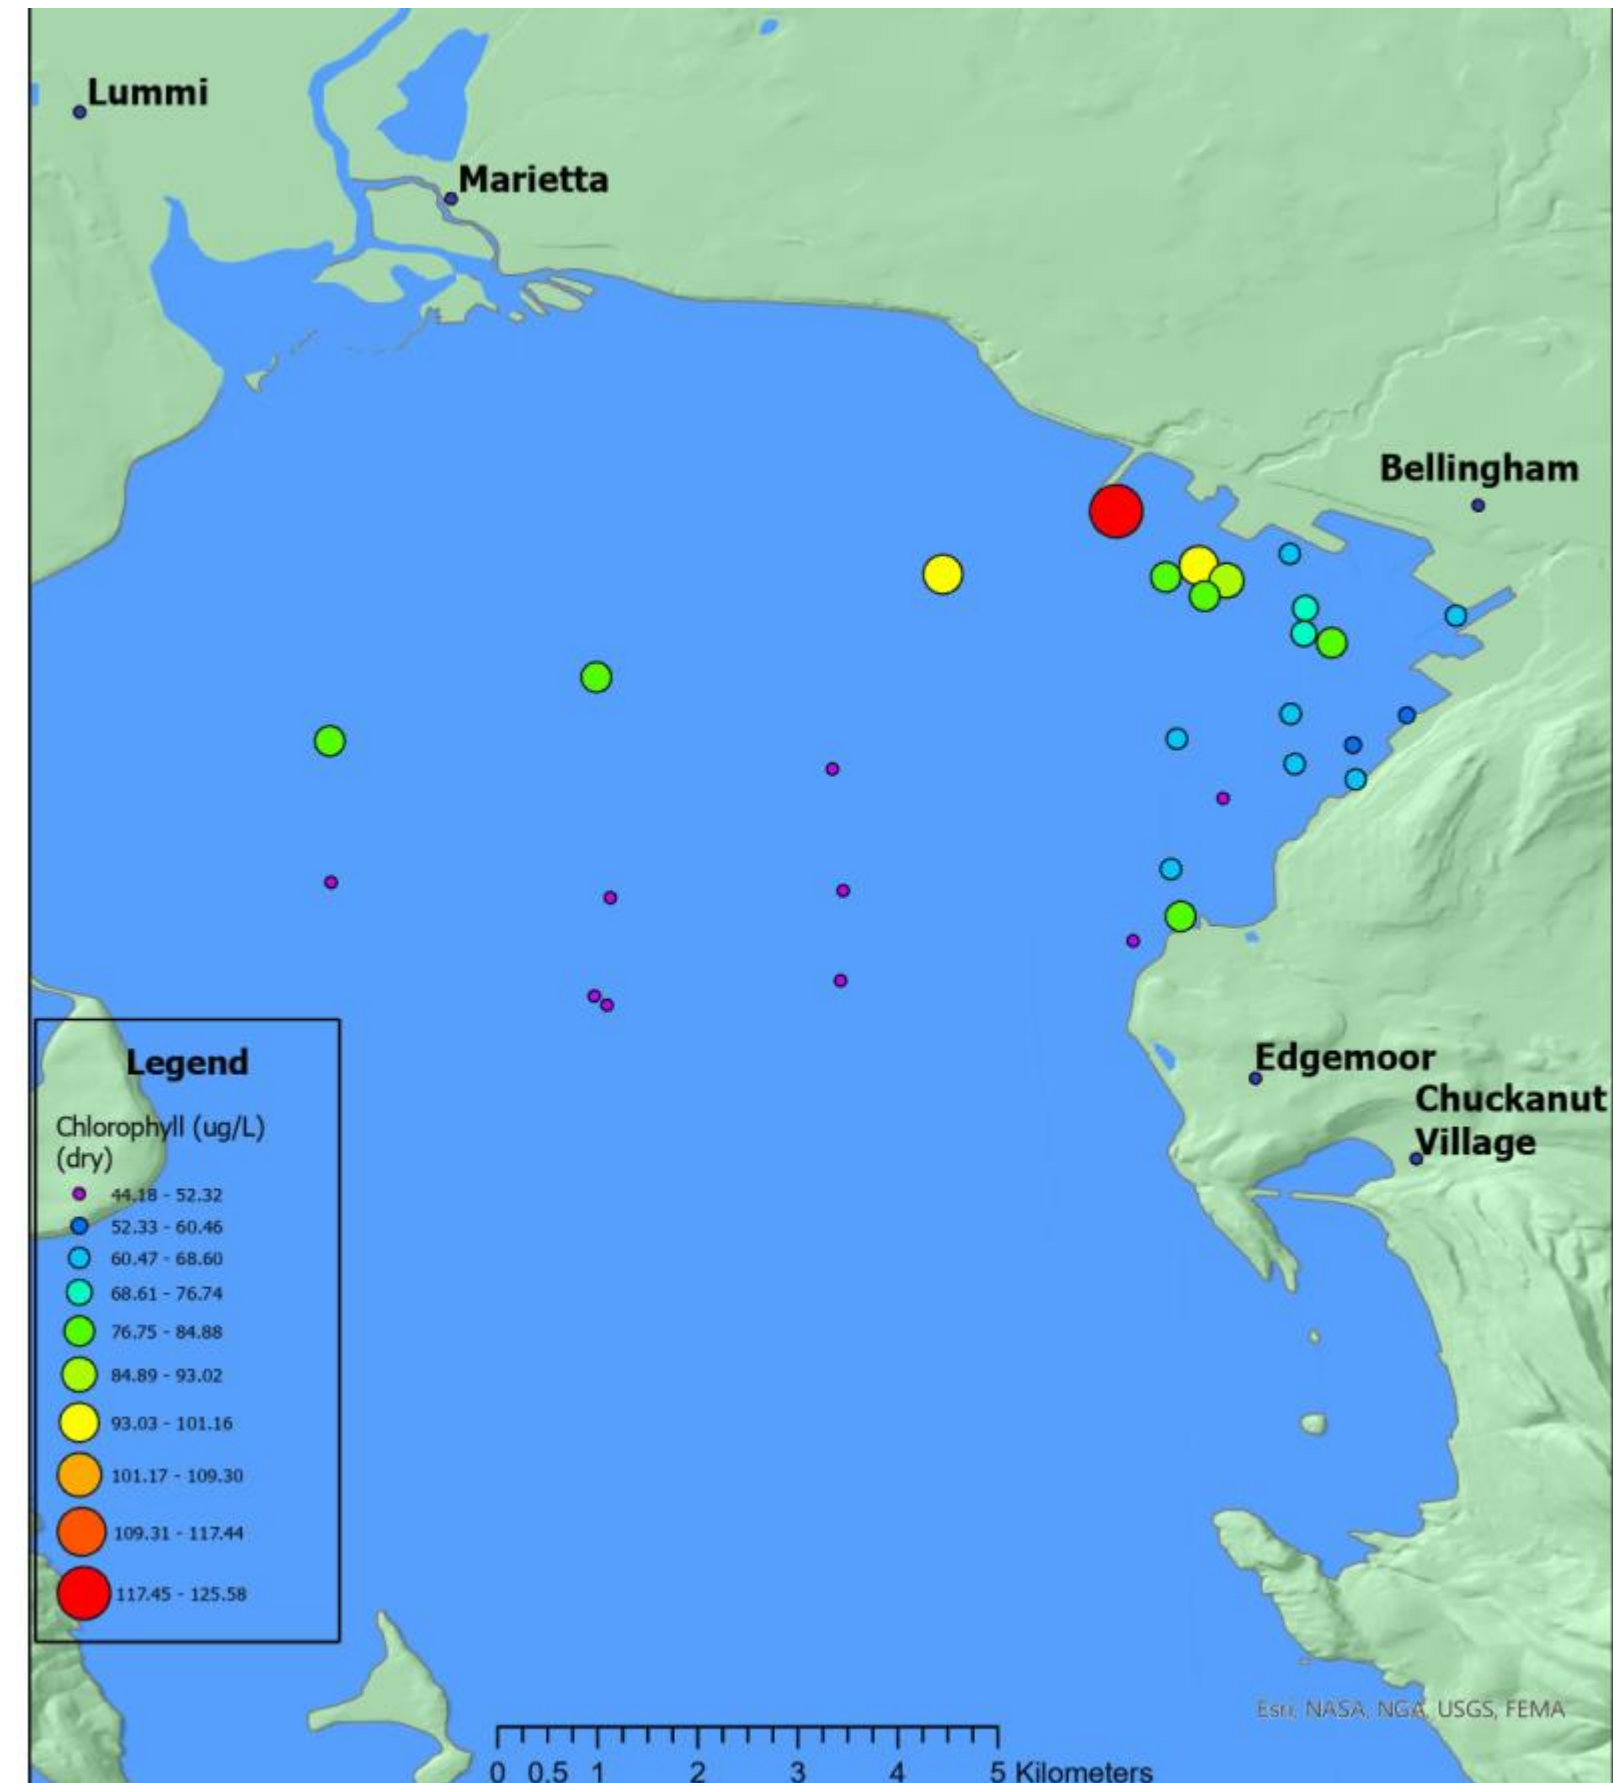 Lummi
Marietta
Bellingham
Edgemoor
Chuckanut
Village
Legend
Chlorophyll (ug/L)
(dry)
44.18 - 52.32
52.33 - 60.46
60.47 - 68.60
68.61 - 76.74
76.75 - 84.88
84.89 - 93.02
93.03 - 101.16
101.17 - 109.30
109.31 - 117.44
117.45 - 125.58
Esri, NASA, NGA, USGS, FEMA
0 0.5 1 2 3 4 5 Kilometers